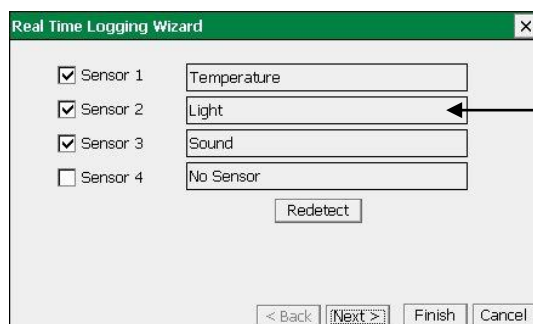 Real Time Logging Wizard
Sensor 1 Temperature
Sensor 2 Light
Sensor 3 Sound
Sensor 4 No Sensor
Redetect
< Back Next > Finish Cancel